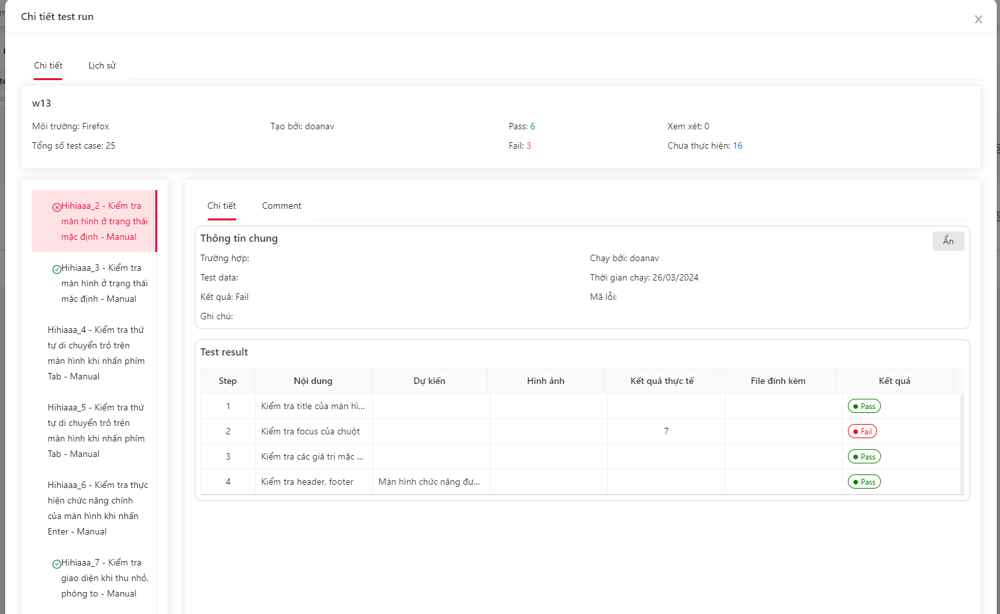 Chi tiết test run
Chi tiết
Lịch sử
w13
Môi trường: Firefox
Tạo bởi: doanav
Pass: 6
Xem xét: 0
Tổng số test case: 25
Fail: 3
Chưa thực hiện: 16
Hihiaaa_2 - Kiểm tra
màn hình ở trạng thái
mặc định - Manual
Hihiaaa_3 - Kiểm tra
màn hình ở trạng thái
mặc định - Manual
Hihiaaa_4 - Kiểm tra thứ
tự di chuyển trỏ trên
màn hình khi nhấn phím
Tab - Manual
Hihiaaa_5 - Kiểm tra thứ
tự di chuyển trỏ trên
màn hình khi nhấn phím
Tab - Manual
Hihiaaa_6 - Kiểm tra thực
hiện chức năng chính
của màn hình khi nhấn
Enter - Manual
Hihiaaa_7 - Kiểm tra
giao diện khi thu nhỏ,
phóng to - Manual
Chi tiết
Comment
Thông tin chung
Ẩn
Trường hợp:
Chạy bởi: doanav
Test data:
Thời gian chạy: 26/03/2024
Kết quả: Fail
Mã lỗi:
Ghi chú:
Test result
Step Nội dung Dự kiến Hình ảnh Kết quả thực tế File đính kèm Kết quả
1 Kiểm tra title của màn hì... Pass
2 Kiểm tra focus của chuột 7 Fail
3 Kiểm tra các giá trị mặc ... Pass
4 Kiểm tra header, footer Màn hình chức năng đư... Pass